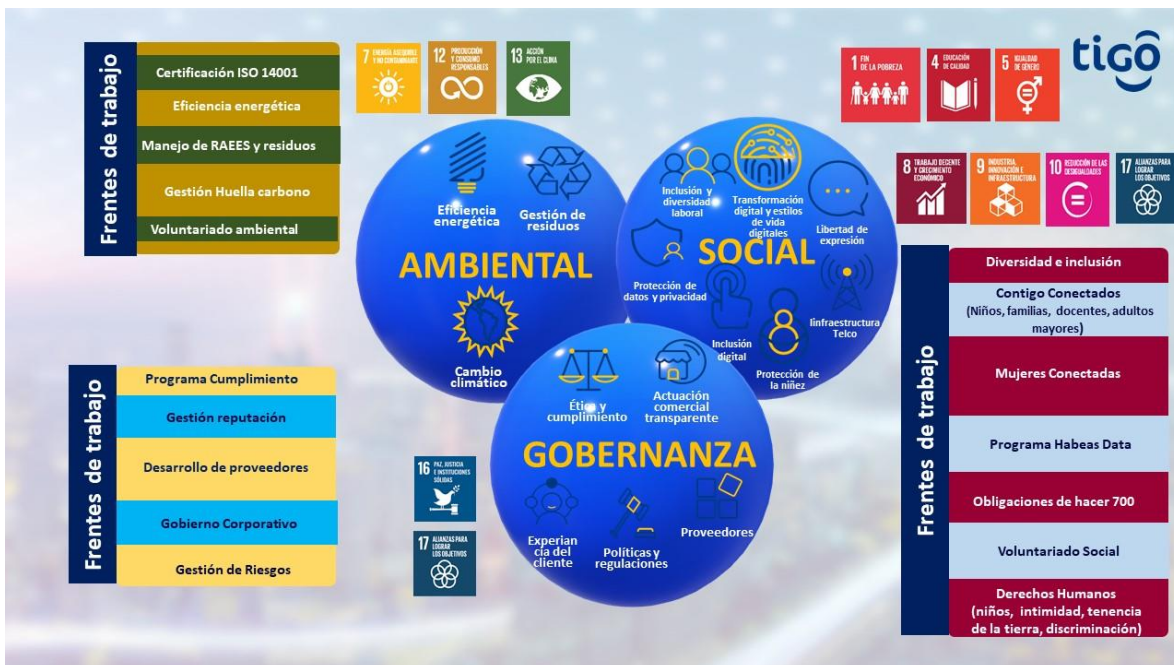 Frentes de trabajo
Certificación ISO 14001
Eficiencia energética
Manejo de RAEES y residuos
Gestión Huella carbono
Voluntariado ambiental
7 ENERGÍA ASEQUIBLE
Y NO CONTAMINANTE
12 PRODUCCIÓN
Y CONSUMO
RESPONSABLES
13 ACCIÓN
POR EL CLIMA
1 FIN
DE LA POBREZA
4 EDUCACIÓN
DE CALIDAD
5 IGUALDAD
DE GÉNERO
tigo
8 TRABAJO DECENTE
Y CRECIMIENTO
ECONÓMICO
9 INDUSTRIA,
INNOVACIÓN E
INFRAESTRUCTURA
10 REDUCCIÓN DE LAS
DESIGUALDADES
17 ALIANZAS PARA
LOGRAR
LOS OBJETIVOS
Eficiencia
energética
Gestión de
residuos
AMBIENTAL
Cambio
climático
Inclusión y
diversidad
laboral
Transformación
digital y estilos
de vida
digitales
Libertad de
expresión
SOCIAL
Protección de
datos y privacidad
Inclusión
digital
Protección de
la niñez
Iinfraestructura
Telco
Ética y
cumplimiento
Actuación
comercial
transparente
GOBERNANZA
Experian
cía del
cliente
Políticas y
regulaciones
Proveedores
16 PAZ, JUSTICIA
E INSTITUCIONES
SÓLIDAS
17 ALIANZAS PARA
LOGRAR
LOS OBJETIVOS
Frentes de trabajo
Programa Cumplimiento
Gestión reputación
Desarrollo de proveedores
Gobierno Corporativo
Gestión de Riesgos
Frentes de trabajo
Diversidad e inclusión
Contigo Conectados
(Niños, familias, docentes, adultos
mayores)
Mujeres Conectadas
Programa Habeas Data
Obligaciones de hacer 700
Voluntariado Social
Derechos Humanos
(niños, intimidad, tenencia
de la tierra, discriminación)